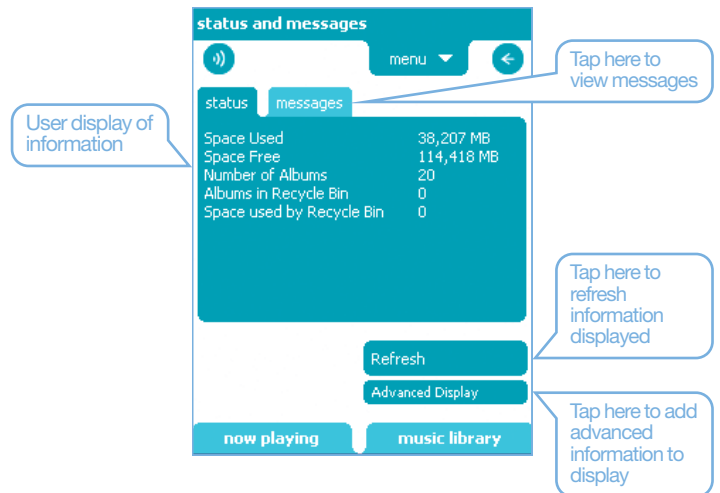 status and messages
menu
Tap here to
view messages
status
messages
User display of
information
Space Used 38,207 MB
Space Free 114,418 MB
Number of Albums 20
Albums in Recycle Bin 0
Space used by Recycle Bin 0
Tap here to
refresh
information
displayed
Refresh
Advanced Display
Tap here to add
advanced
information to
display
now playing
music library